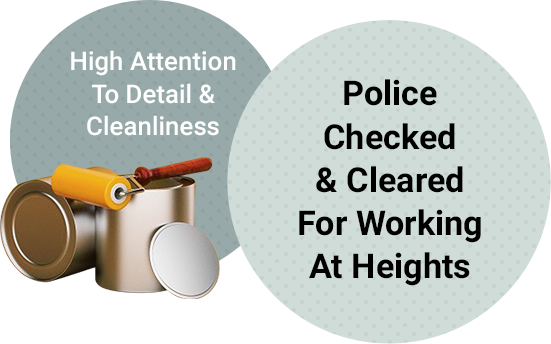 High Attention
To Detail &
Cleanliness
Police
Checked
& Cleared
For Working
At Heights